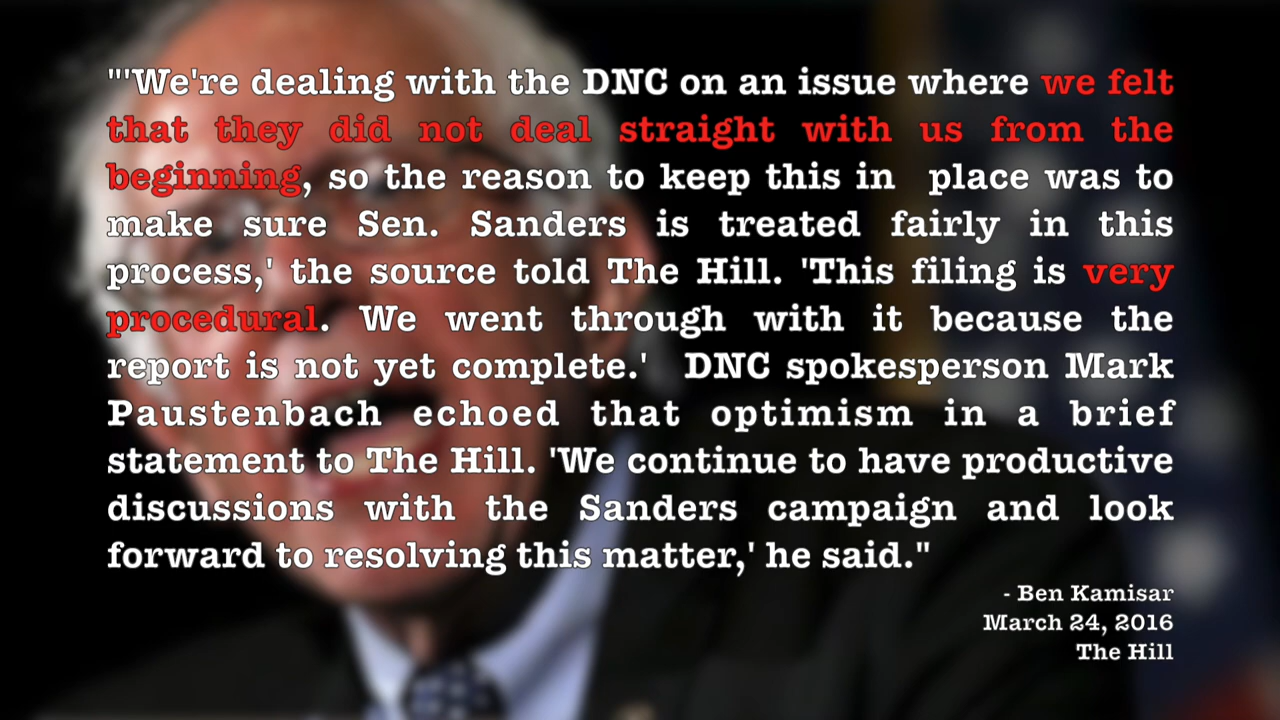 "'We're dealing with the DNC on an issue where we felt
that they did not deal straight with us from the
beginning, so the reason to keep this in  place was to
make sure Sen. Sanders is treated fairly in this
process,' the source told The Hill. 'This filing is very
procedural. We went through with it because the
report is not yet complete.'  DNC spokesperson Mark
Paustenbach echoed that optimism in a brief
statement to The Hill. 'We continue to have productive
discussions with the Sanders campaign and look
forward to resolving this matter,' he said."
- Ben Kamisar
March 24, 2016
The Hill